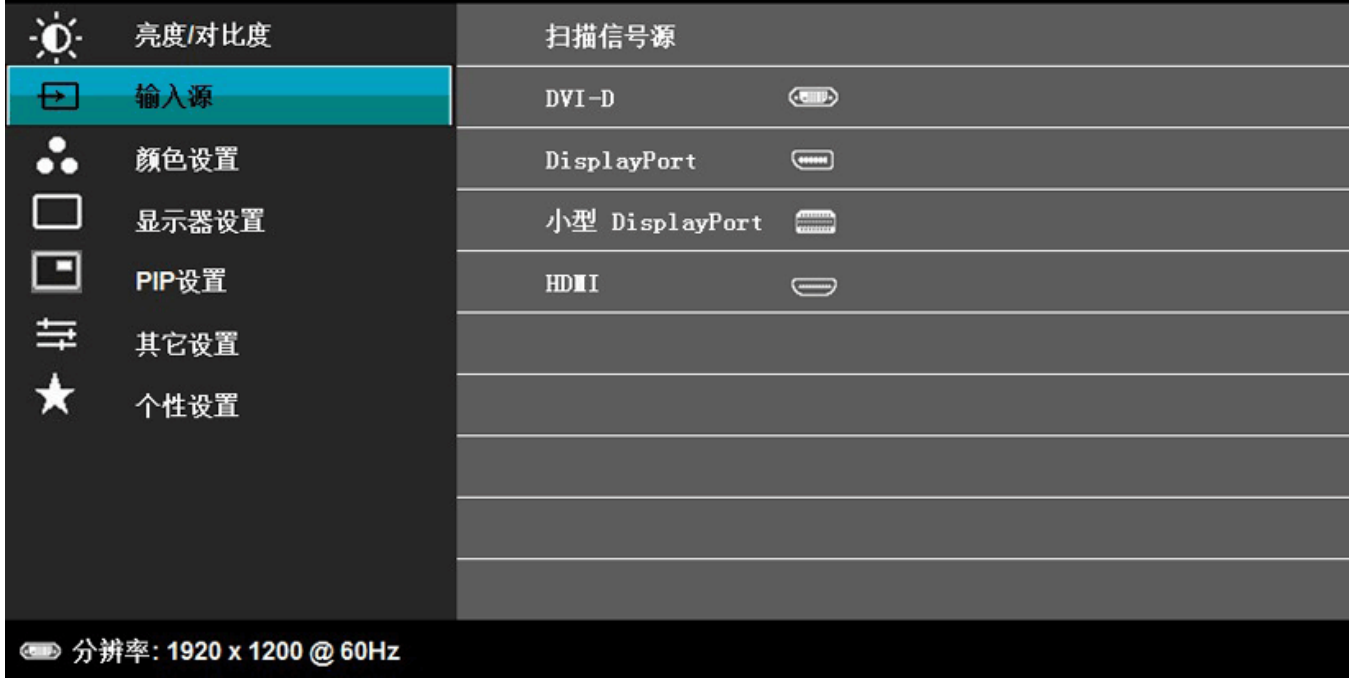 亮度/对比度
输入源
颜色设置
显示器设置
PIP设置
其它设置
个性设置
扫描信号源
DVI-D
DisplayPort
小型 DisplayPort
HDMI
分辨率: 1920 x 1200 @ 60Hz